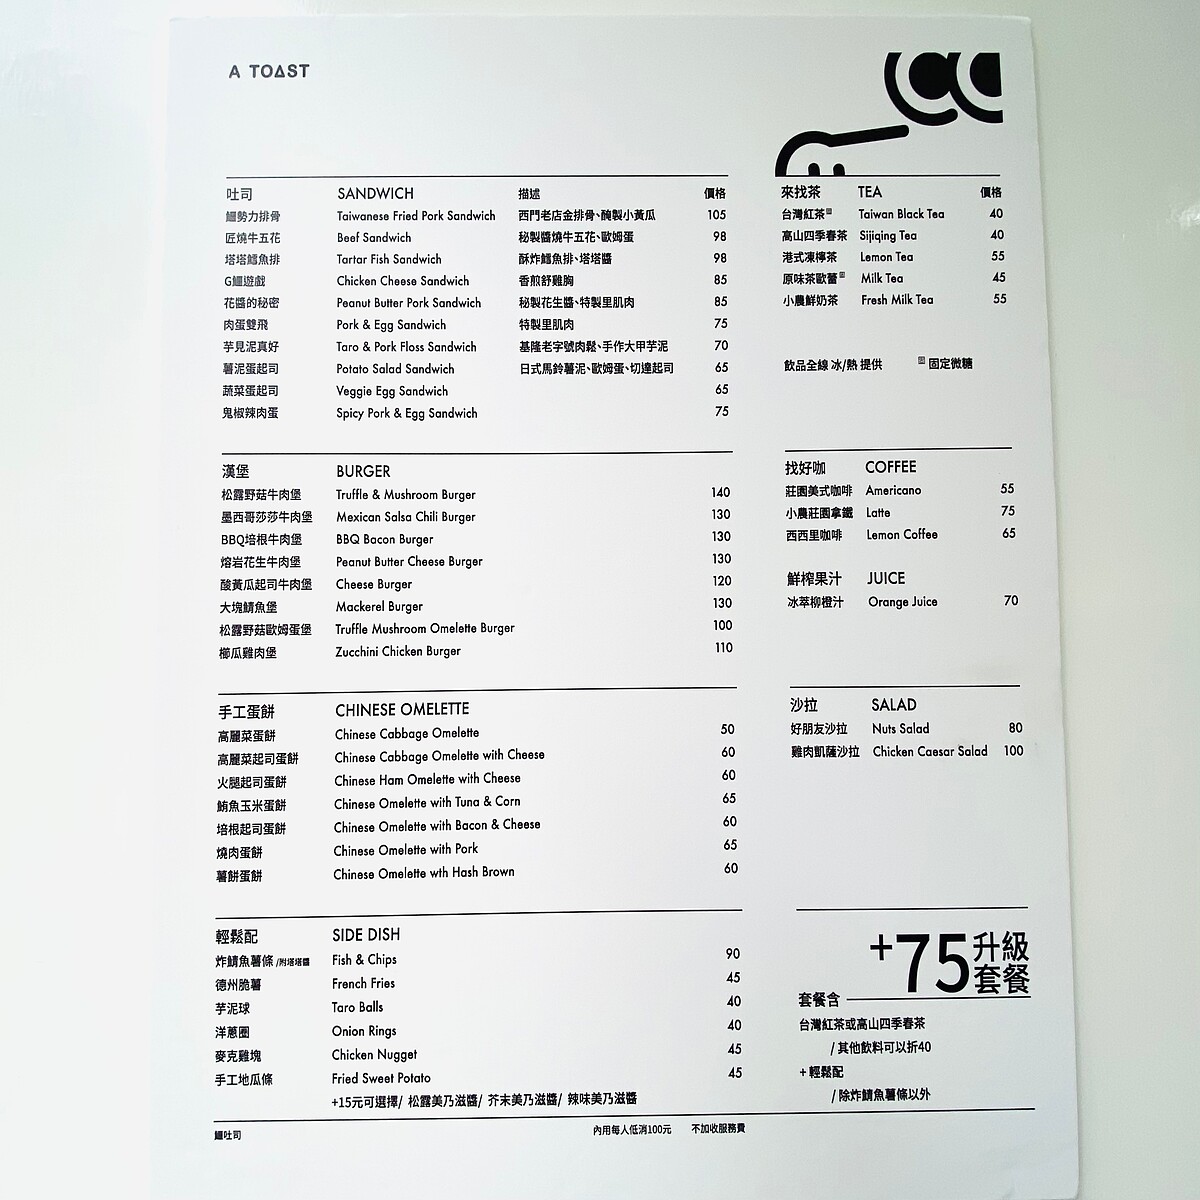 A TOAST
吐司 SANDWICH 描述 價格
鱷勢力排骨 Taiwanese Fried Pork Sandwich 西門老店金排骨、醃製小黃瓜 105
匠燒牛五花 Beef Sandwich 秘製醬燒牛五花、歐姆蛋 98
塔塔鱈魚排 Tartar Fish Sandwich 酥炸鱈魚排、塔塔醬 98
G鱷遊戲 Chicken Cheese Sandwich 香煎舒雞胸 85
花醬的秘密 Peanut Butter Pork Sandwich 秘製花生醬、特製里肌肉 85
肉蛋雙飛 Pork & Egg Sandwich 特製里肌肉 75
芋見泥真好 Taro & Pork Floss Sandwich 基隆老字號肉鬆、手作大甲芋泥 70
薯泥蛋起司 Potato Salad Sandwich 日式馬鈴薯泥、歐姆蛋、切達起司 65
蔬菜蛋起司 Veggie Egg Sandwich 65
鬼椒辣肉蛋 Spicy Pork & Egg Sandwich 75
漢堡 BURGER
松露野菇牛肉堡 Truffle & Mushroom Burger 140
墨西哥莎莎牛肉堡 Mexican Salsa Chili Burger 130
BBQ培根牛肉堡 BBQ Bacon Burger 130
熔岩花生牛肉堡 Peanut Butter Cheese Burger 130
酸黃瓜起司牛肉堡 Cheese Burger 120
大塊鯖魚堡 Mackerel Burger 130
松露野菇歐姆蛋堡 Truffle Mushroom Omelette Burger 100
櫛瓜雞肉堡 Zucchini Chicken Burger 110
手工蛋餅 CHINESE OMELETTE
高麗菜蛋餅 Chinese Cabbage Omelette 50
高麗菜起司蛋餅 Chinese Cabbage Omelette with Cheese 60
火腿起司蛋餅 Chinese Ham Omelette with Cheese 60
鮪魚玉米蛋餅 Chinese Omelette with Tuna & Corn 65
培根起司蛋餅 Chinese Omelette with Bacon & Cheese 60
燒肉蛋餅 Chinese Omelette with Pork 65
薯餅蛋餅 Chinese Omelette wth Hash Brown 60
輕鬆配 SIDE DISH
炸鯖魚薯條 /附塔塔醬 Fish & Chips 90
德州脆薯 French Fries 45
芋泥球 Taro Balls 40
洋蔥圈 Onion Rings 40
麥克雞塊 Chicken Nugget 45
手工地瓜條 Fried Sweet Potato 45
+15元可選擇/ 松露美乃滋醬/ 芥末美乃滋醬/ 辣味美乃滋醬
來找茶 TEA 價格
台灣紅茶固 Taiwan Black Tea 40
高山四季春茶 Sijiqing Tea 40
港式凍檸茶 Lemon Tea 55
原味茶歐蕾固 Milk Tea 45
小農鮮奶茶 Fresh Milk Tea 55
飲品全線 冰/熱 提供 固 固定微糖
找好咖 COFFEE
莊園美式咖啡 Americano 55
小農莊園拿鐵 Latte 75
西西里咖啡 Lemon Coffee 65
鮮榨果汁 JUICE
冰萃柳橙汁 Orange Juice 70
沙拉 SALAD
好朋友沙拉 Nuts Salad 80
雞肉凱薩沙拉 Chicken Caesar Salad 100
+75 升級套餐
套餐含
台灣紅茶或高山四季春茶
/ 其他飲料可以折40
+ 輕鬆配
/ 除炸鯖魚薯條以外
鱷吐司 內用每人低消100元 不加收服務費